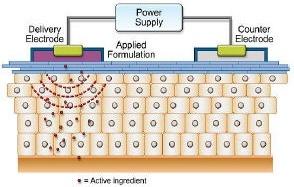 Power
Supply
Delivery
Electrode
Applied
Formulation
Counter
Electrode
= Active ingredient